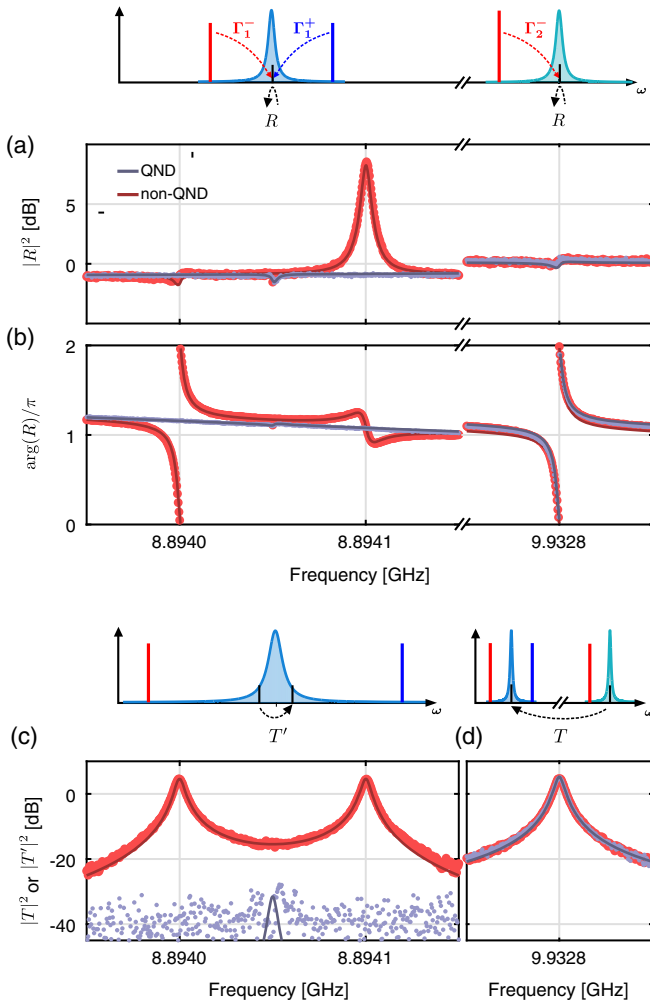 Γ₁⁻ Γ₁⁺ Γ₂⁻
ω
R R
(a)
QND
non-QND
|R|² [dB]
5
0
(b)
arg(R)/π
2
1
0
8.8940 8.8941 9.9328
Frequency [GHz]
ω ω
T′ T
(c) (d)
|T|² or |T′|² [dB]
0
-20
-40
8.8940 8.8941 9.9328
Frequency [GHz] Frequency [GHz]